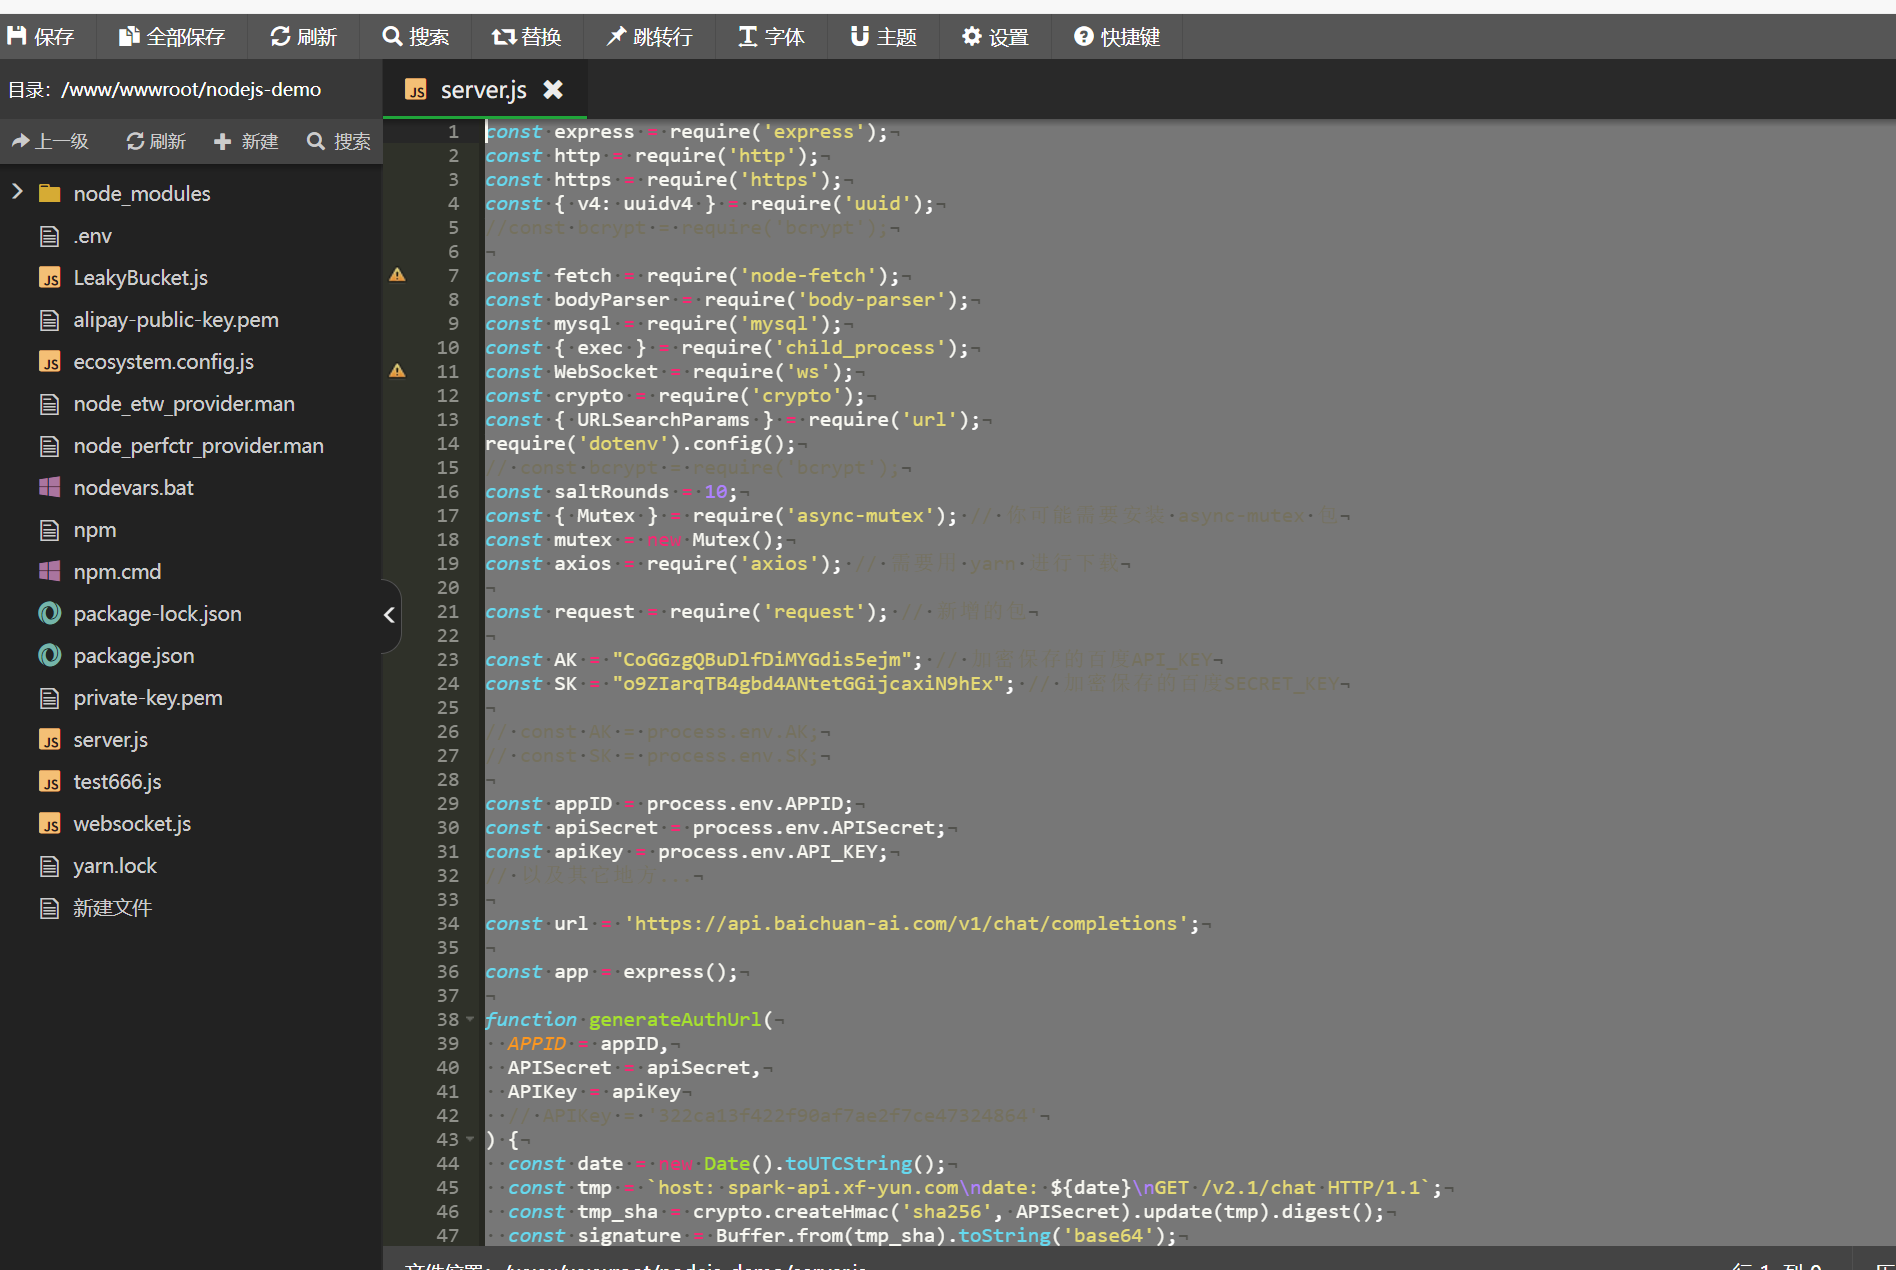 保存 全部保存 刷新 搜索 替换 跳转行 字体 主题 设置 快捷键
目录：/www/wwwroot/nodejs-demo
上一级 刷新 新建 搜索
node_modules
.env
LeakyBucket.js
alipay-public-key.pem
ecosystem.config.js
node_etw_provider.man
node_perfctr_provider.man
nodevars.bat
npm
npm.cmd
package-lock.json
package.json
private-key.pem
server.js
test666.js
websocket.js
yarn.lock
新建文件
server.js
1 const express = require('express');
2 const http = require('http');
3 const https = require('https');
4 const { v4: uuidv4 } = require('uuid');
5 //const bcrypt = require('bcrypt');
6
7 const fetch = require('node-fetch');
8 const bodyParser = require('body-parser');
9 const mysql = require('mysql');
10 const { exec } = require('child_process');
11 const WebSocket = require('ws');
12 const crypto = require('crypto');
13 const { URLSearchParams } = require('url');
14 require('dotenv').config();
15 // const bcrypt = require('bcrypt');
16 const saltRounds = 10;
17 const { Mutex } = require('async-mutex'); // 你可能需要安装 async-mutex 包
18 const mutex = new Mutex();
19 const axios = require('axios'); // 需要用 yarn 进行下载
20
21 const request = require('request'); // 新增的包
22
23 const AK = "CoGGzgQBuDlfDiMYGdis5ejm"; // 加密保存的百度API_KEY
24 const SK = "o9ZIarqTB4gbd4ANtetGGijcaxiN9hEx"; // 加密保存的百度SECRET_KEY
25
26 // const AK = process.env.AK;
27 // const SK = process.env.SK;
28
29 const appID = process.env.APPID;
30 const apiSecret = process.env.APISecret;
31 const apiKey = process.env.API_KEY;
32 // 以及其它地方...
33
34 const url = 'https://api.baichuan-ai.com/v1/chat/completions';
35
36 const app = express();
37
38 function generateAuthUrl(
39 APPID = appID,
40 APISecret = apiSecret,
41 APIKey = apiKey
42 // APIKey = '322ca13f422f90af7ae2f7ce47324864'
43 ) {
44 const date = new Date().toUTCString();
45 const tmp = `host: spark-api.xf-yun.com\ndate: ${date}\nGET /v2.1/chat HTTP/1.1`;
46 const tmp_sha = crypto.createHmac('sha256', APISecret).update(tmp).digest();
47 const signature = Buffer.from(tmp_sha).toString('base64');